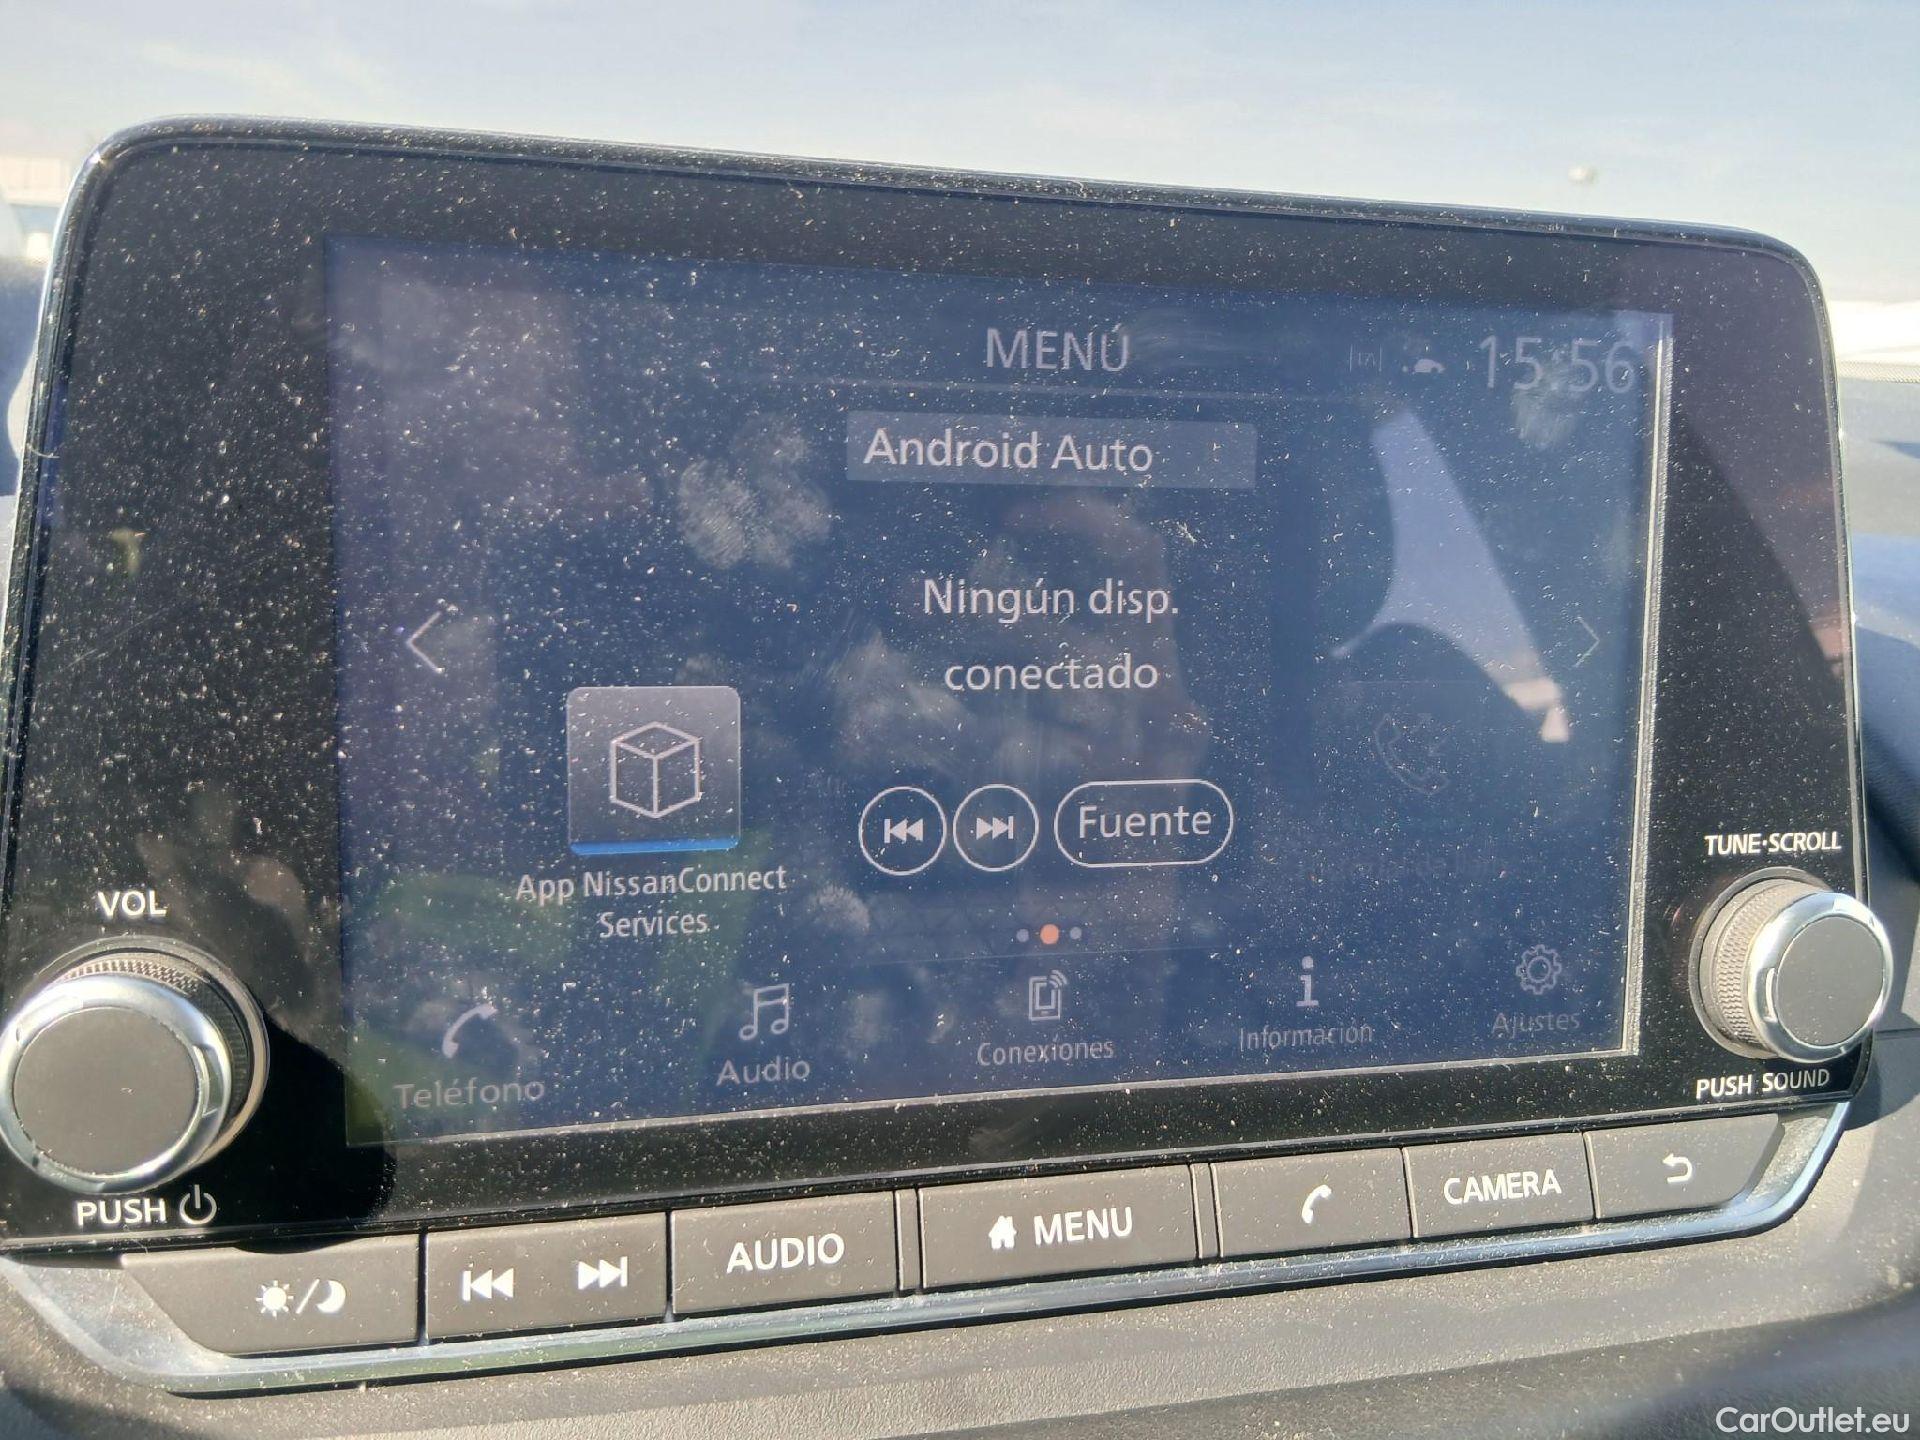 MENÚ
15:56
Android Auto
Ningún disp.
conectado
Fuente
App NissanConnect
Services
Teléfono
Audio
Conexiones
Información
Ajustes
VOL
PUSH
TUNE·SCROLL
PUSH SOUND
AUDIO
MENU
CAMERA
CarOutlet.eu